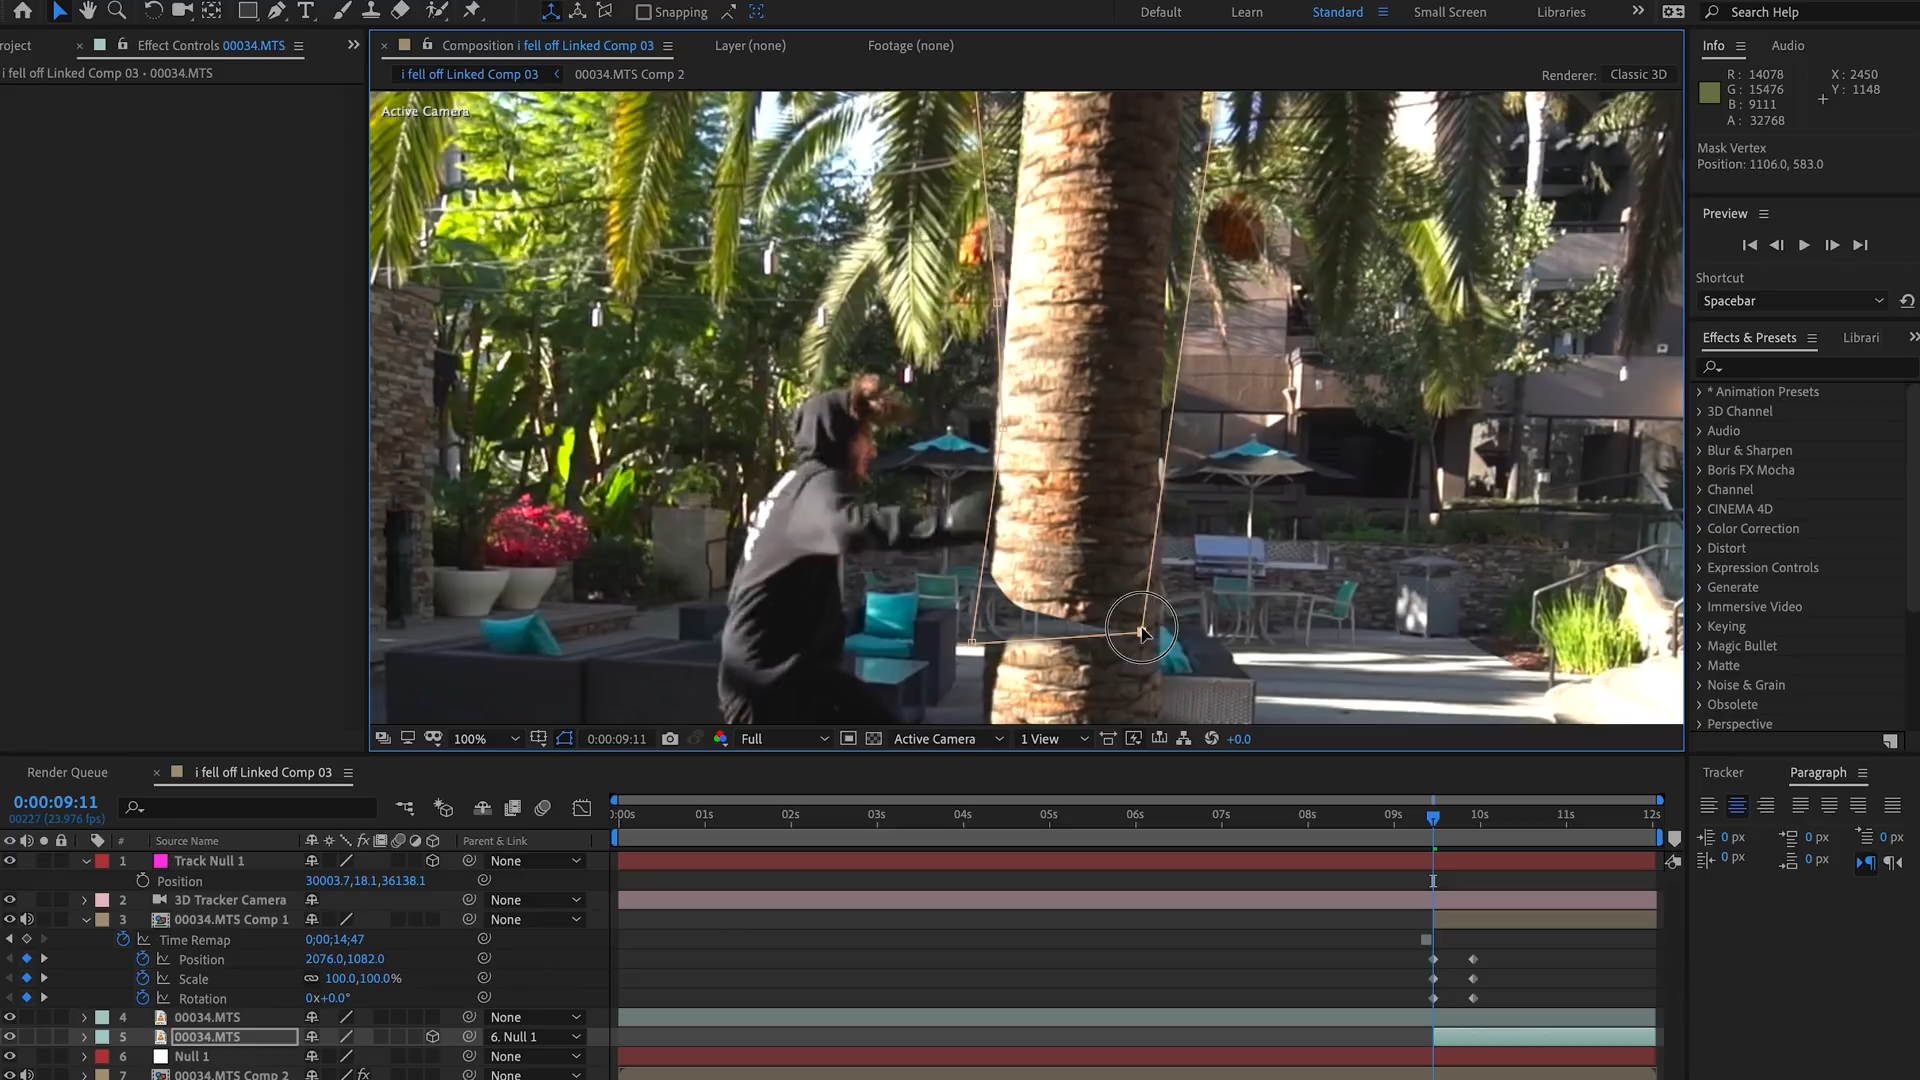 Snapping
Default
Learn
Standard
Small Screen
Libraries
Search Help
roject
Effect Controls 00034.MTS
Composition i fell off Linked Comp 03
Layer (none)
Footage (none)
Info
Audio
i fell off Linked Comp 03 • 00034.MTS
i fell off Linked Comp 03
00034.MTS Comp 2
Renderer:
Classic 3D
R: 14078
G: 15476
B: 9111
A: 32768
X: 2450
Y: 1148
Active Camera
Mask Vertex
Position: 1106.0, 583.0
Preview
Shortcut
Spacebar
Effects & Presets
Librari
* Animation Presets
3D Channel
Audio
Blur & Sharpen
Boris FX Mocha
Channel
CINEMA 4D
Color Correction
Distort
Expression Controls
Generate
Immersive Video
Keying
Magic Bullet
Matte
Noise & Grain
Obsolete
Perspective
100%
0:00:09:11
Full
Active Camera
1 View
+0.0
Render Queue
i fell off Linked Comp 03
Tracker
Paragraph
0:00:09:11
00227 (23.976 fps)
):00s
01s
02s
03s
04s
05s
06s
07s
08s
09s
10s
11s
12s
#
Source Name
fx
Parent & Link
0 px
0 px
0 px
0 px
0 px
1
Track Null 1
None
Position
30003.7,18.1,36138.1
2
3D Tracker Camera
None
3
00034.MTS Comp 1
None
Time Remap
0;00;14;47
Position
2076.0,1082.0
Scale
100.0,100.0%
Rotation
0x+0.0°
4
00034.MTS
None
5
00034.MTS
6. Null 1
6
Null 1
None
7
00034.MTS Comp 2
fx
None